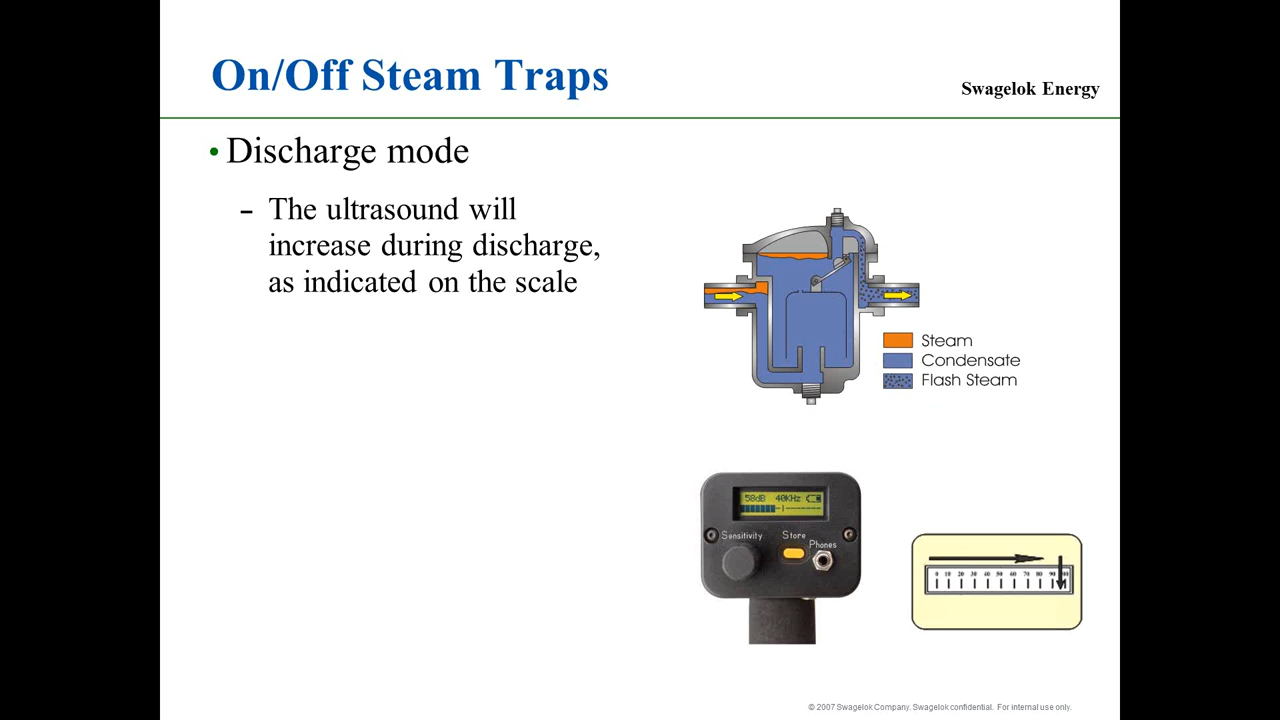 On/Off Steam Traps
Swagelok Energy
• Discharge mode
– The ultrasound will
increase during discharge,
as indicated on the scale
Steam
Condensate
Flash Steam
58dB 40KHz
Sensitivity
Store
Phones
0 10 20 30 40 50 60 70 80 90 100
© 2007 Swagelok Company. Swagelok confidential. For internal use only.